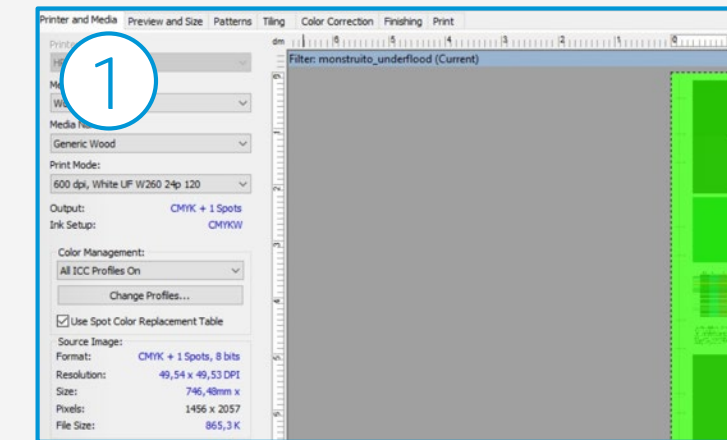 Printer and Media Preview and Size Patterns Tiling Color Correction Finishing Print
dm
Filter: monstruito_underflood (Current)
1
Generic Wood
Print Mode:
600 dpi, White UF W260 24p 120
Output: CMYK + 1 Spots
Ink Setup: CMYKW
Color Management:
All ICC Profiles On
Change Profiles...
Use Spot Color Replacement Table
Source Image:
Format: CMYK + 1 Spots, 8 bits
Resolution: 49,54 x 49,53 DPI
Size: 746,48mm x
Pixels: 1456 x 2057
File Size: 865,3 K